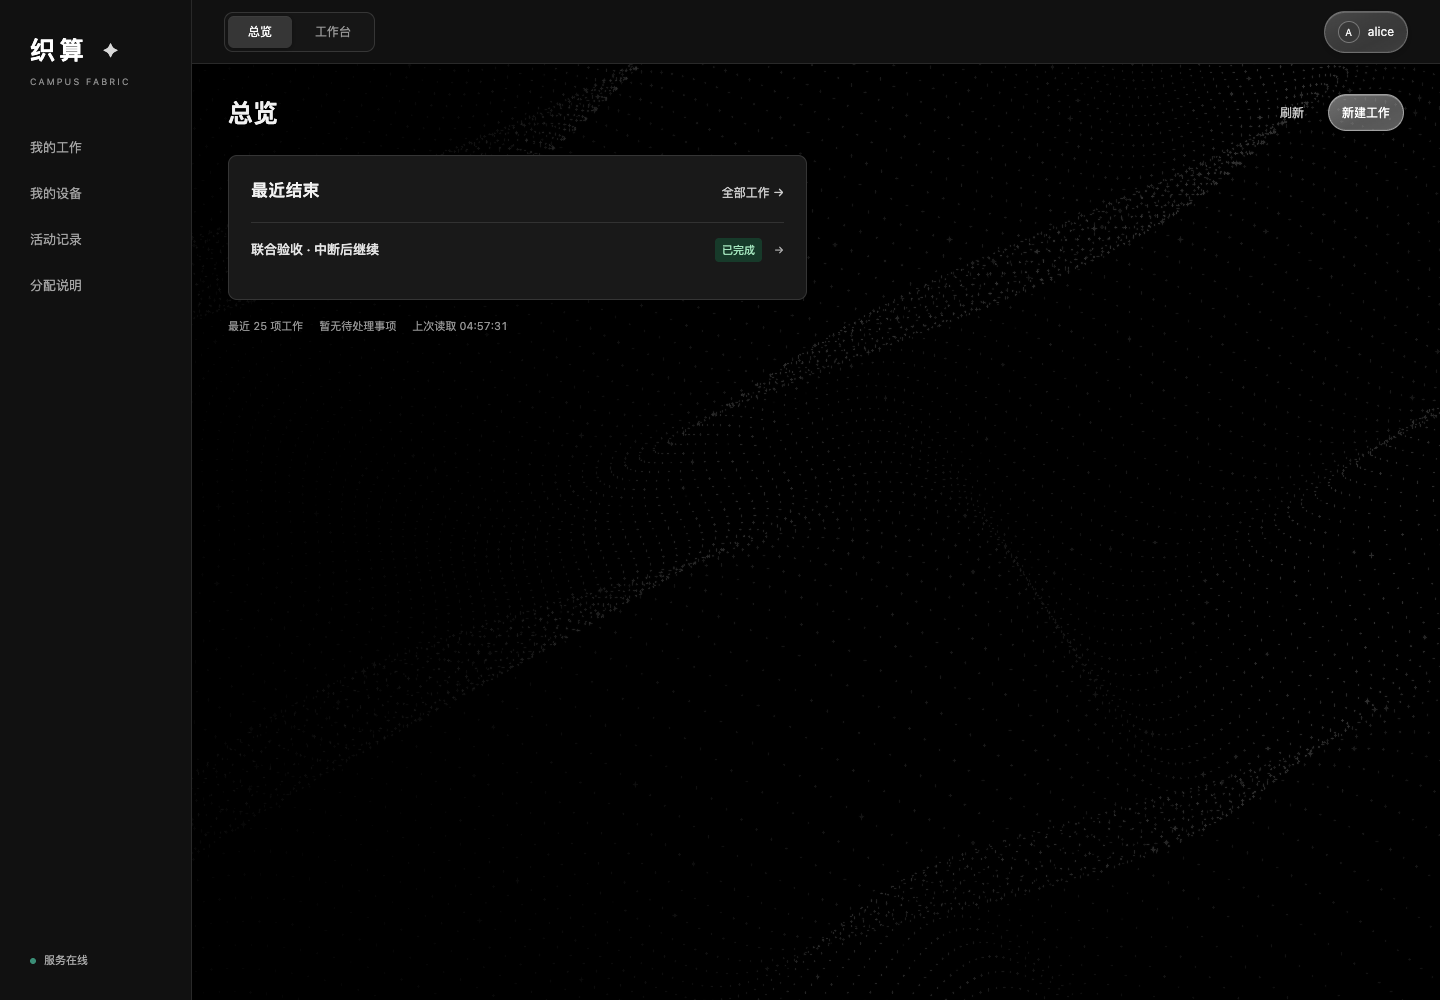 织算
CAMPUS FABRIC
我的工作
我的设备
活动记录
分配说明
服务在线
总览 工作台
A alice
总览
刷新 新建工作
最近结束 全部工作 →
联合验收 · 中断后继续 已完成 →
最近 25 项工作 暂无待处理事项 上次读取 04:57:31